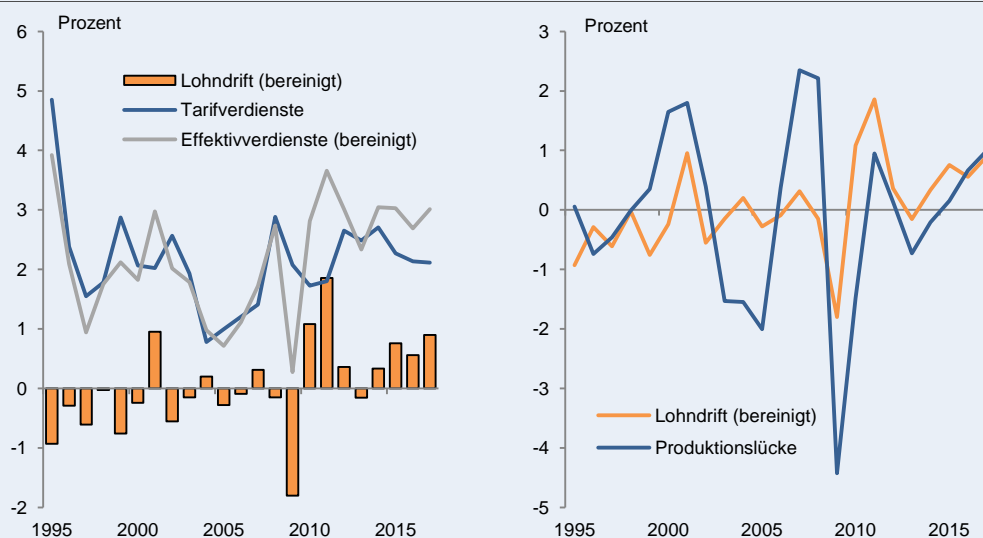 Prozent
6
5
4
3
2
1
0
-1
-2
Lohndrift (bereinigt)
Tarifverdienste
Effektivverdienste (bereinigt)
1995 2000 2005 2010 2015
Prozent
3
2
1
0
-1
-2
-3
-4
-5
Lohndrift (bereinigt)
Produktionslücke
1995 2000 2005 2010 2015